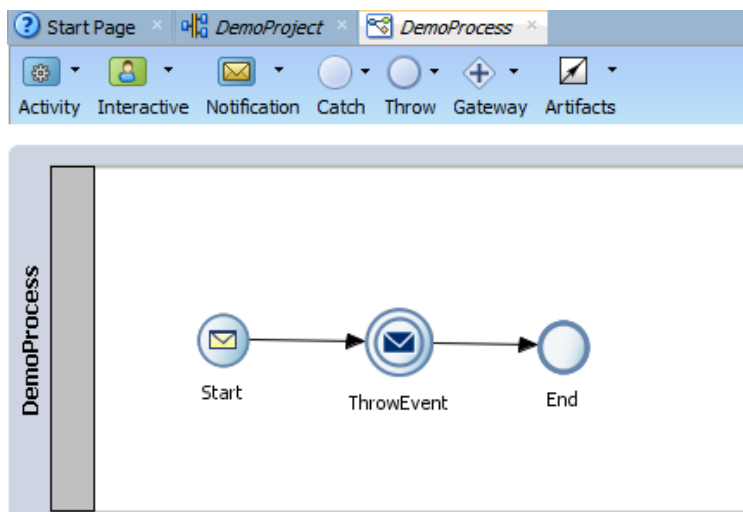 Start Page DemoProject DemoProcess
Activity Interactive Notification Catch Throw Gateway Artifacts
DemoProcess
Start ThrowEvent End